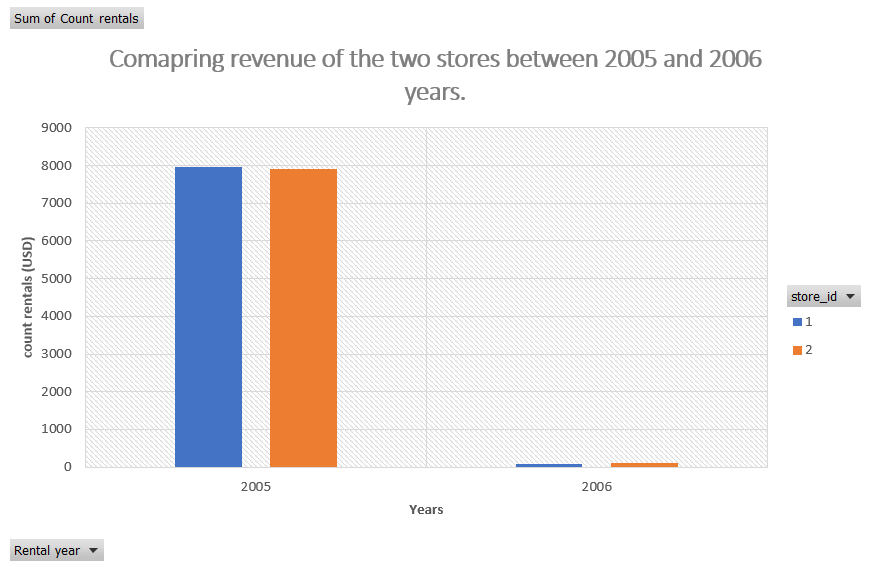 Sum of Count rentals
Comapring revenue of the two stores between 2005 and 2006
years.
9000
8000
7000
6000
5000
4000
3000
2000
1000
0
count rentals (USD)
2005
2006
Years
store_id
1
2
Rental year